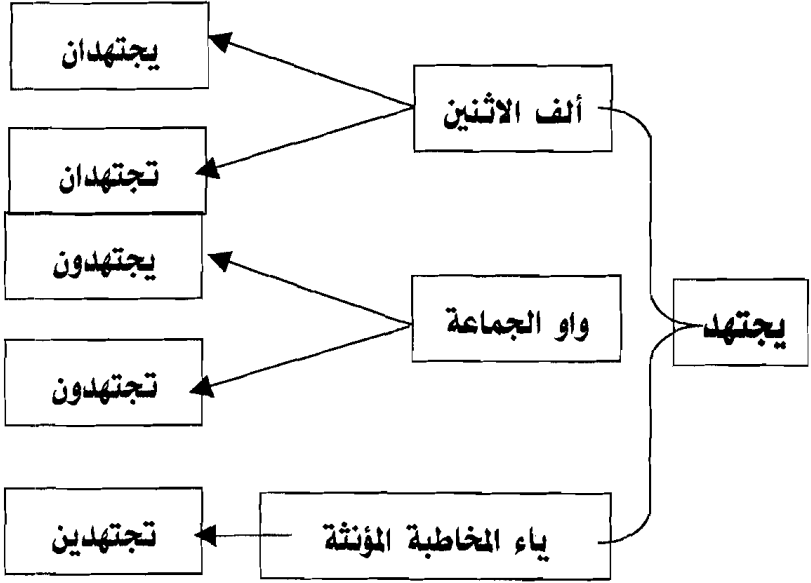 يجتهد
ألف الاثنين
يجتهدان
تجتهدان
واو الجماعة
يجتهدون
تجتهدون
ياء المخاطبة المؤنثة
تجتهدين